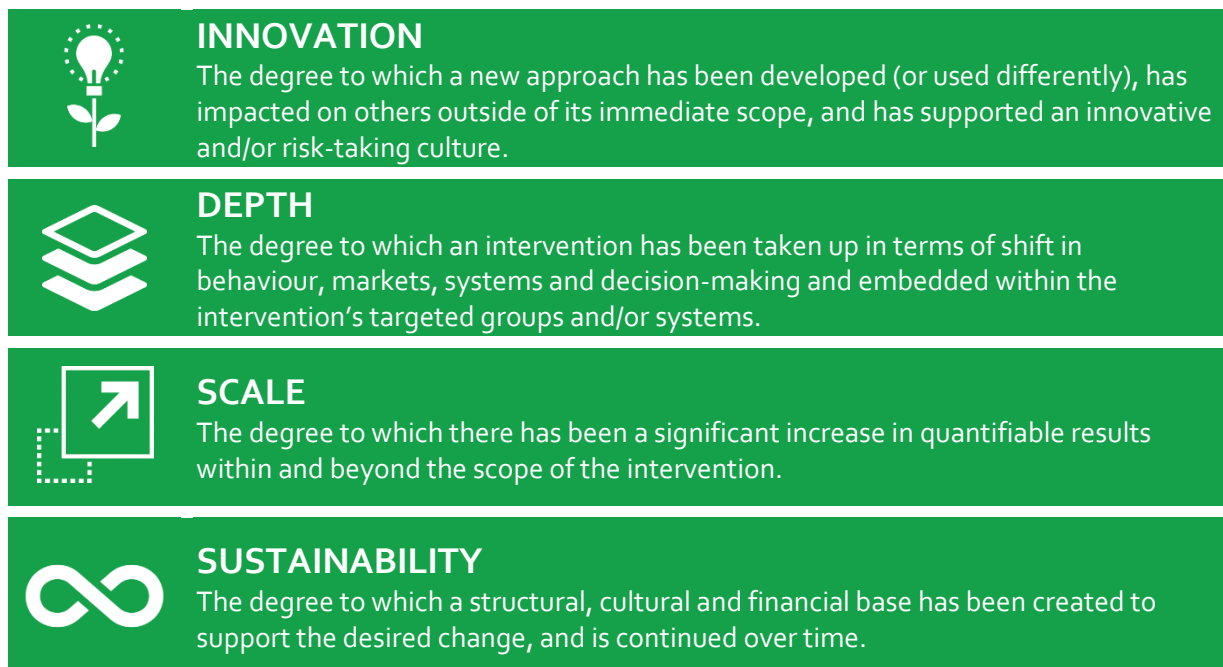 INNOVATION
The degree to which a new approach has been developed (or used differently), has
impacted on others outside of its immediate scope, and has supported an innovative
and/or risk-taking culture.
DEPTH
The degree to which an intervention has been taken up in terms of shift in
behaviour, markets, systems and decision-making and embedded within the
intervention's targeted groups and/or systems.
SCALE
The degree to which there has been a significant increase in quantifiable results
within and beyond the scope of the intervention.
SUSTAINABILITY
The degree to which a structural, cultural and financial base has been created to
support the desired change, and is continued over time.